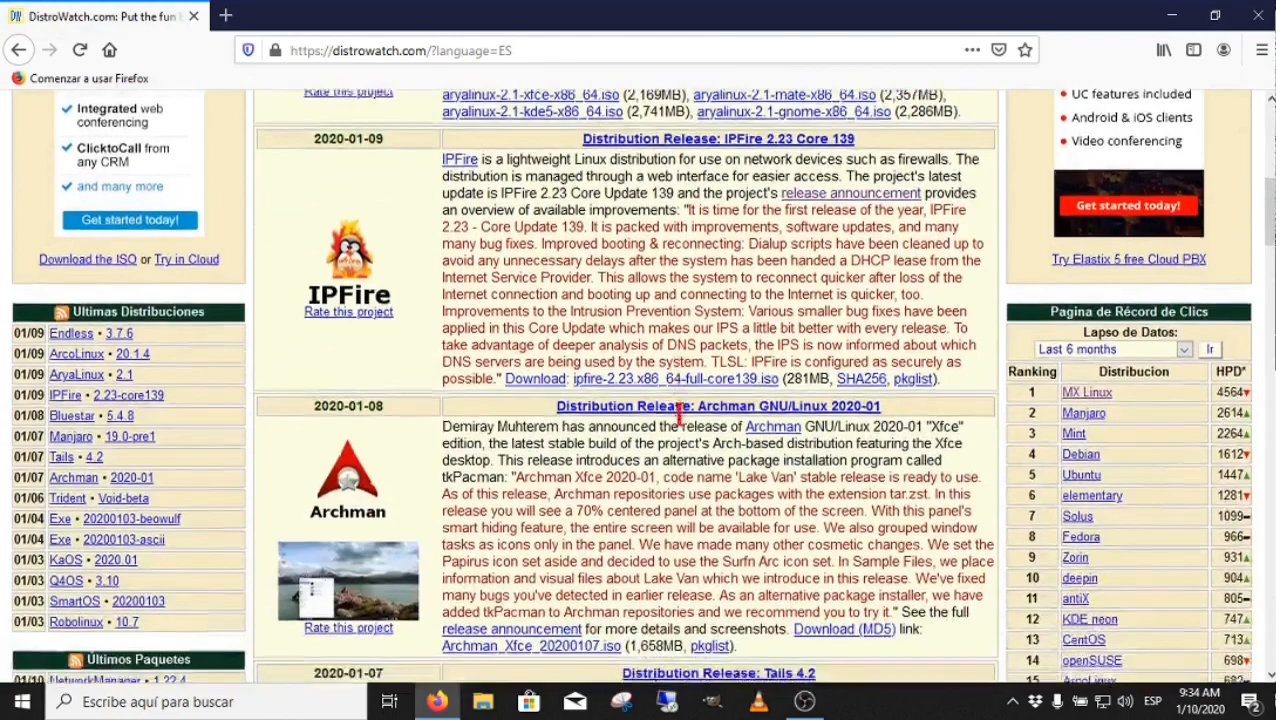 DistroWatch.com: Put the fun
https://distrowatch.com/?language=ES
Comenzar a usar Firefox
Integrated web
conferencing
ClicktoCall from
any CRM
and many more
Get started today!
Download the ISO or Try in Cloud
Ultimas Distribuciones
01/09 Endless • 3.7.6
01/09 ArcoLinux • 20.1.4
01/09 AryaLinux • 2.1
01/09 IPFire • 2.23-core139
01/08 Bluestar • 5.4.8
01/07 Manjaro • 19.0-pre1
01/07 Tails • 4.2
01/07 Archman • 2020-01
01/06 Trident • Void-beta
01/04 Exe • 20200103-beowulf
01/04 Exe • 20200103-ascii
01/03 KaOS • 2020.01
01/03 Q4OS • 3.10
01/03 SmartOS • 20200103
01/03 Robolinux • 10.7
Últimos Paquetes
01/10 NetworkManager • 1.22.4
Rate this project
aryalinux-2.1-xfce-x86_64.iso (2,169MB), aryalinux-2.1-mate-x86_64.iso (2,357MB),
aryalinux-2.1-kde5-x86_64.iso (2,741MB), aryalinux-2.1-gnome-x86_64.iso (2,286MB).
2020-01-09 Distribution Release: IPFire 2.23 Core 139
IPFire
Rate this project
IPFire is a lightweight Linux distribution for use on network devices such as firewalls. The
distribution is managed through a web interface for easier access. The project's latest
update is IPFire 2.23 Core Update 139 and the project's release announcement provides
an overview of available improvements: "It is time for the first release of the year, IPFire
2.23 - Core Update 139. It is packed with improvements, software updates, and many
many bug fixes. Improved booting & reconnecting: Dialup scripts have been cleaned up to
avoid any unnecessary delays after the system has been handed a DHCP lease from the
Internet Service Provider. This allows the system to reconnect quicker after loss of the
Internet connection and booting up and connecting to the Internet is quicker, too.
Improvements to the Intrusion Prevention System: Various smaller bug fixes have been
applied in this Core Update which makes our IPS a little bit better with every release. To
take advantage of deeper analysis of DNS packets, the IPS is now informed about which
DNS servers are being used by the system. TLSL: IPFire is configured as securely as
possible." Download: ipfire-2.23.x86_64-full-core139.iso (281MB, SHA256, pkglist).
2020-01-08 Distribution Release: Archman GNU/Linux 2020-01
Archman
Rate this project
Demiray Muhterem has announced the release of Archman GNU/Linux 2020-01 "Xfce"
edition, the latest stable build of the project's Arch-based distribution featuring the Xfce
desktop. This release introduces an alternative package installation program called
tkPacman: "Archman Xfce 2020-01, code name 'Lake Van' stable release is ready to use.
As of this release, Archman repositories use packages with the extension tar.zst. In this
release you will see a 70% centered panel at the bottom of the screen. With this panel's
smart hiding feature, the entire screen will be available for use. We also grouped window
tasks as icons only in the panel. We have made many other cosmetic changes. We set the
Papirus icon set aside and decided to use the Surfn Arc icon set. In Sample Files, we place
information and visual files about Lake Van which we introduce in this release. We've fixed
many bugs you've detected in earlier release. As an alternative package installer, we have
added tkPacman to Archman repositories and we recommend you to try it." See the full
release announcement for more details and screenshots. Download (MD5) link:
Archman_Xfce_20200107.iso (1,658MB, pkglist).
2020-01-07 Distribution Release: Tails 4.2
UC features included
Android & iOS clients
Video conferencing
Get started today!
Try Elastix 5 free Cloud PBX
Pagina de Récord de Clics
Lapso de Datos:
Last 6 months Ir
Ranking Distribucion HPD*
1 MX Linux 4564
2 Manjaro 2614
3 Mint 2264
4 Debian 1612
5 Ubuntu 1447
6 elementary 1281
7 Solus 1099
8 Fedora 966
9 Zorin 931
10 deepin 904
11 antiX 805
12 KDE neon 747
13 CentOS 713
14 openSUSE 698
15 ArcoLinux 682
Escribe aquí para buscar
ESP
9:34 AM
1/10/2020
2